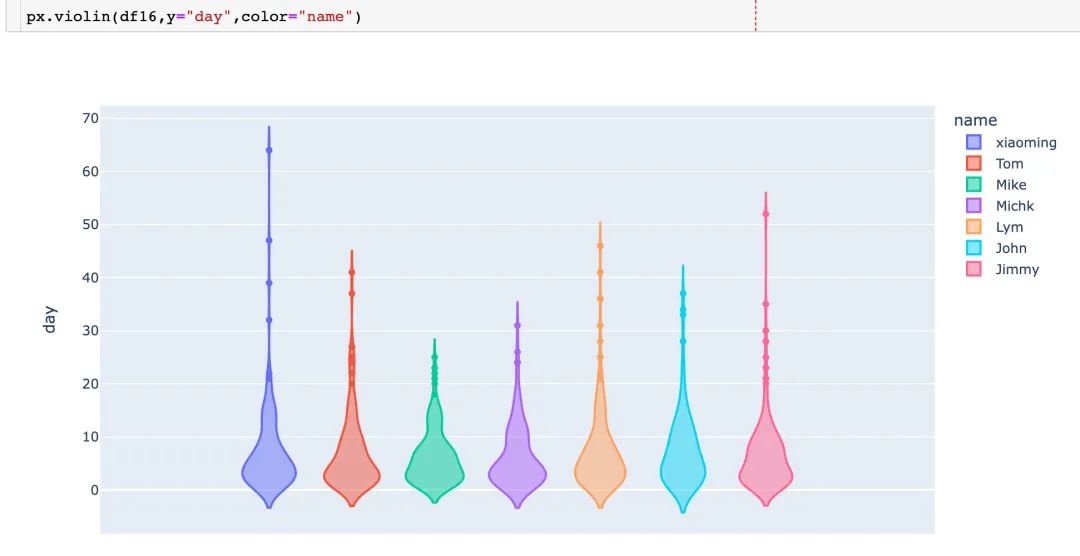 px.violin(df16,y="day",color="name")
70
60
50
40
30
20
10
0
day
name
xiaoming
Tom
Mike
Michk
Lym
John
Jimmy